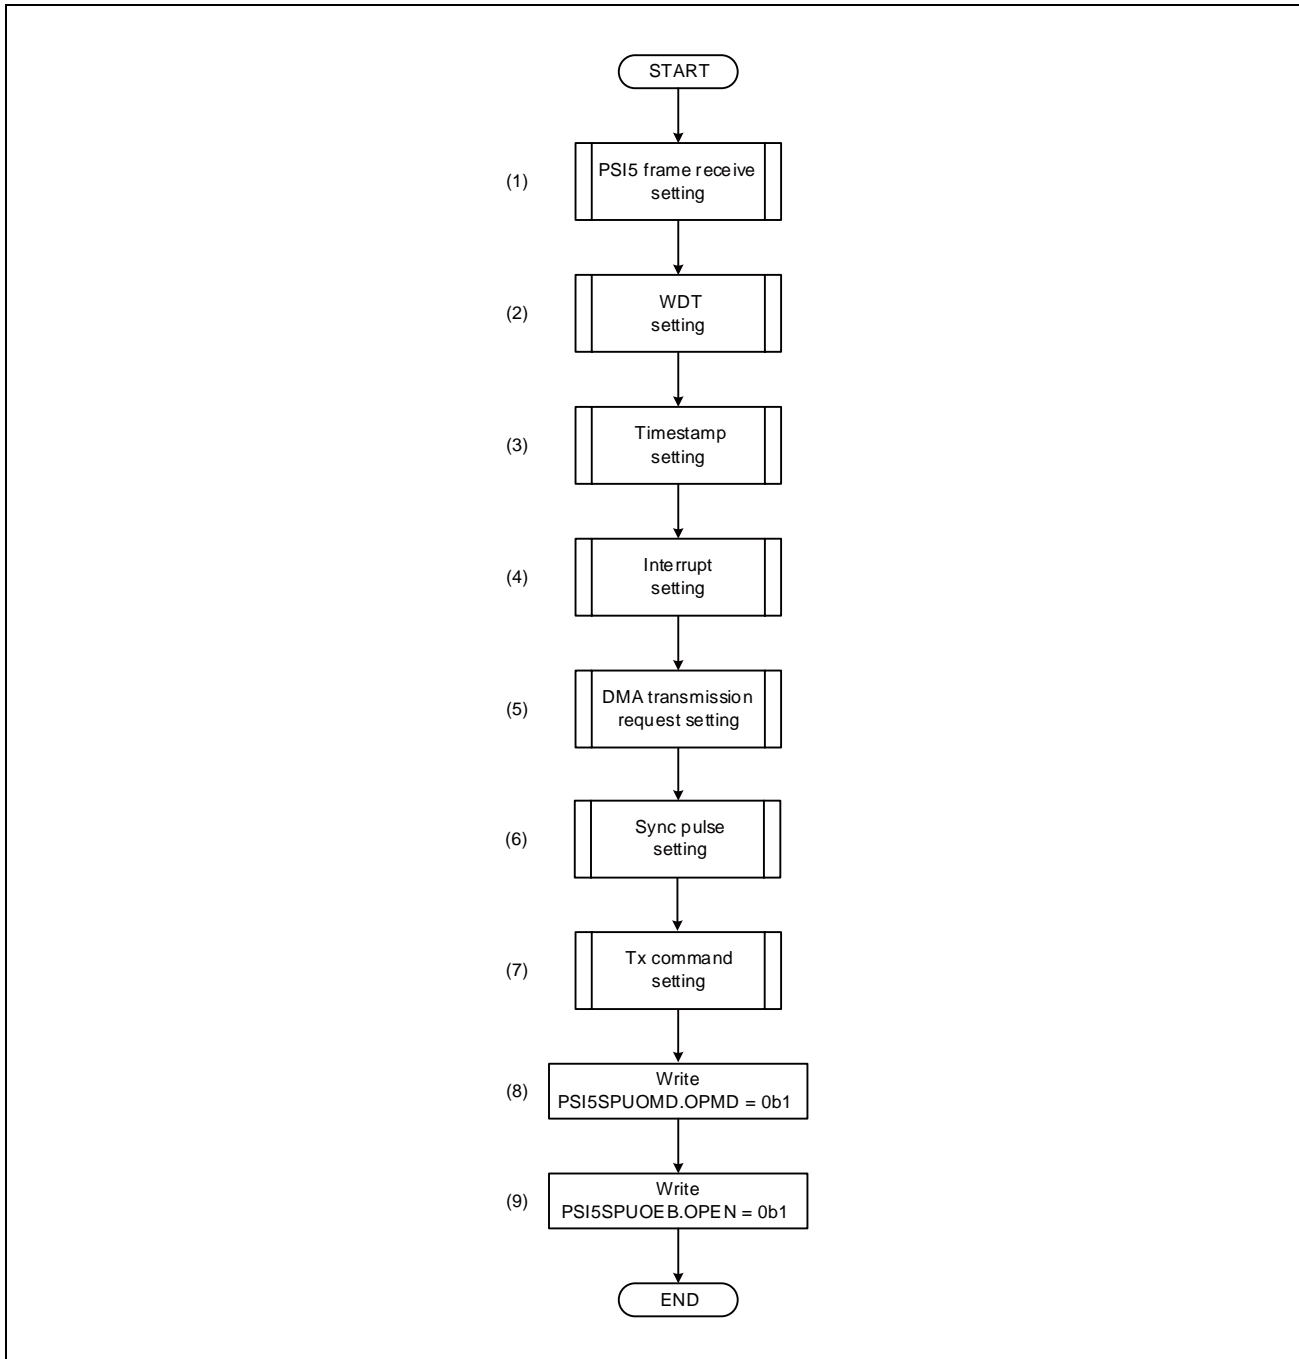 START
(1)
PSI5 frame receive
setting
(2)
WDT
setting
(3)
Timestamp
setting
(4)
Interrupt
setting
(5)
DMA transmission
request setting
(6)
Sync pulse
setting
(7)
Tx command
setting
(8)
Write
PSI5SPUOMD.OPMD = 0b1
(9)
Write
PSI5SPUOEB.OPEN = 0b1
END